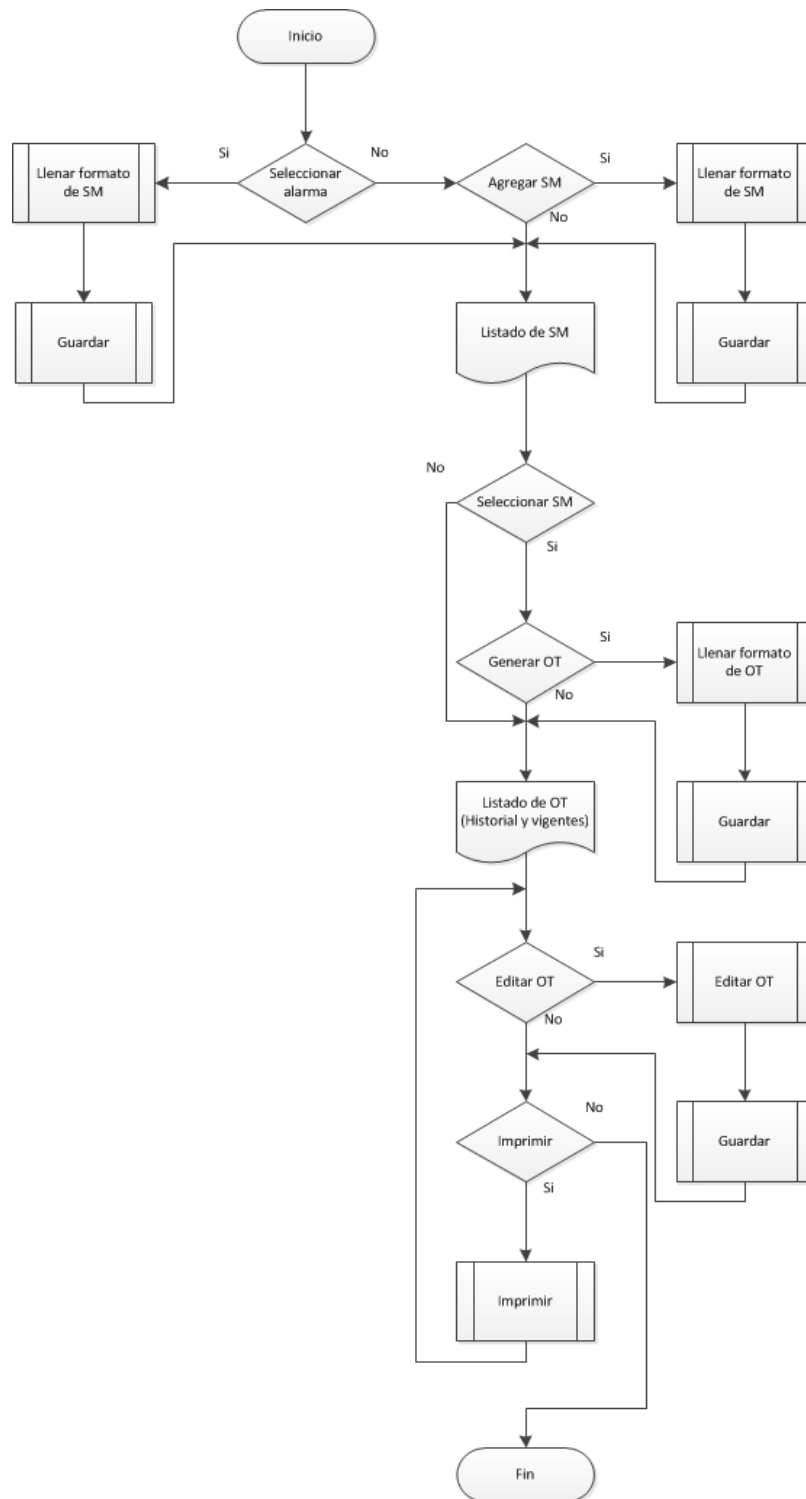 Inicio
Si
No
Si
Llenar formato
de SM
Seleccionar
alarma
Agregar SM
Llenar formato
de SM
No
Guardar
Listado de SM
Guardar
No
Seleccionar SM
Si
Si
Generar OT
Llenar formato
de OT
No
Listado de OT
(Historial y vigentes)
Guardar
Si
Editar OT
Editar OT
No
No
Imprimir
Guardar
Si
Imprimir
Fin